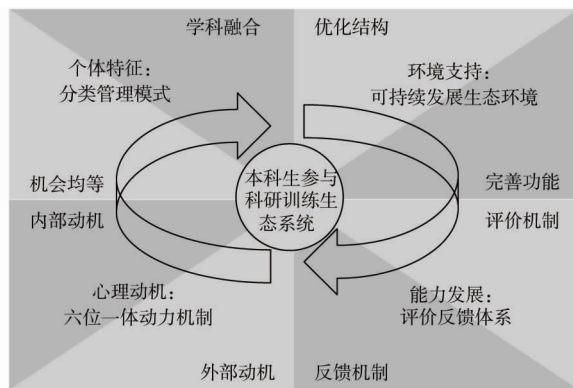 学科融合
优化结构
个体特征：
分类管理模式
环境支持：
可持续发展生态环境
机会均等
完善功能
本科生参与
科研训练生
态系统
内部动机
评价机制
心理动机：
六位一体动力机制
能力发展：
评价反馈体系
外部动机
反馈机制